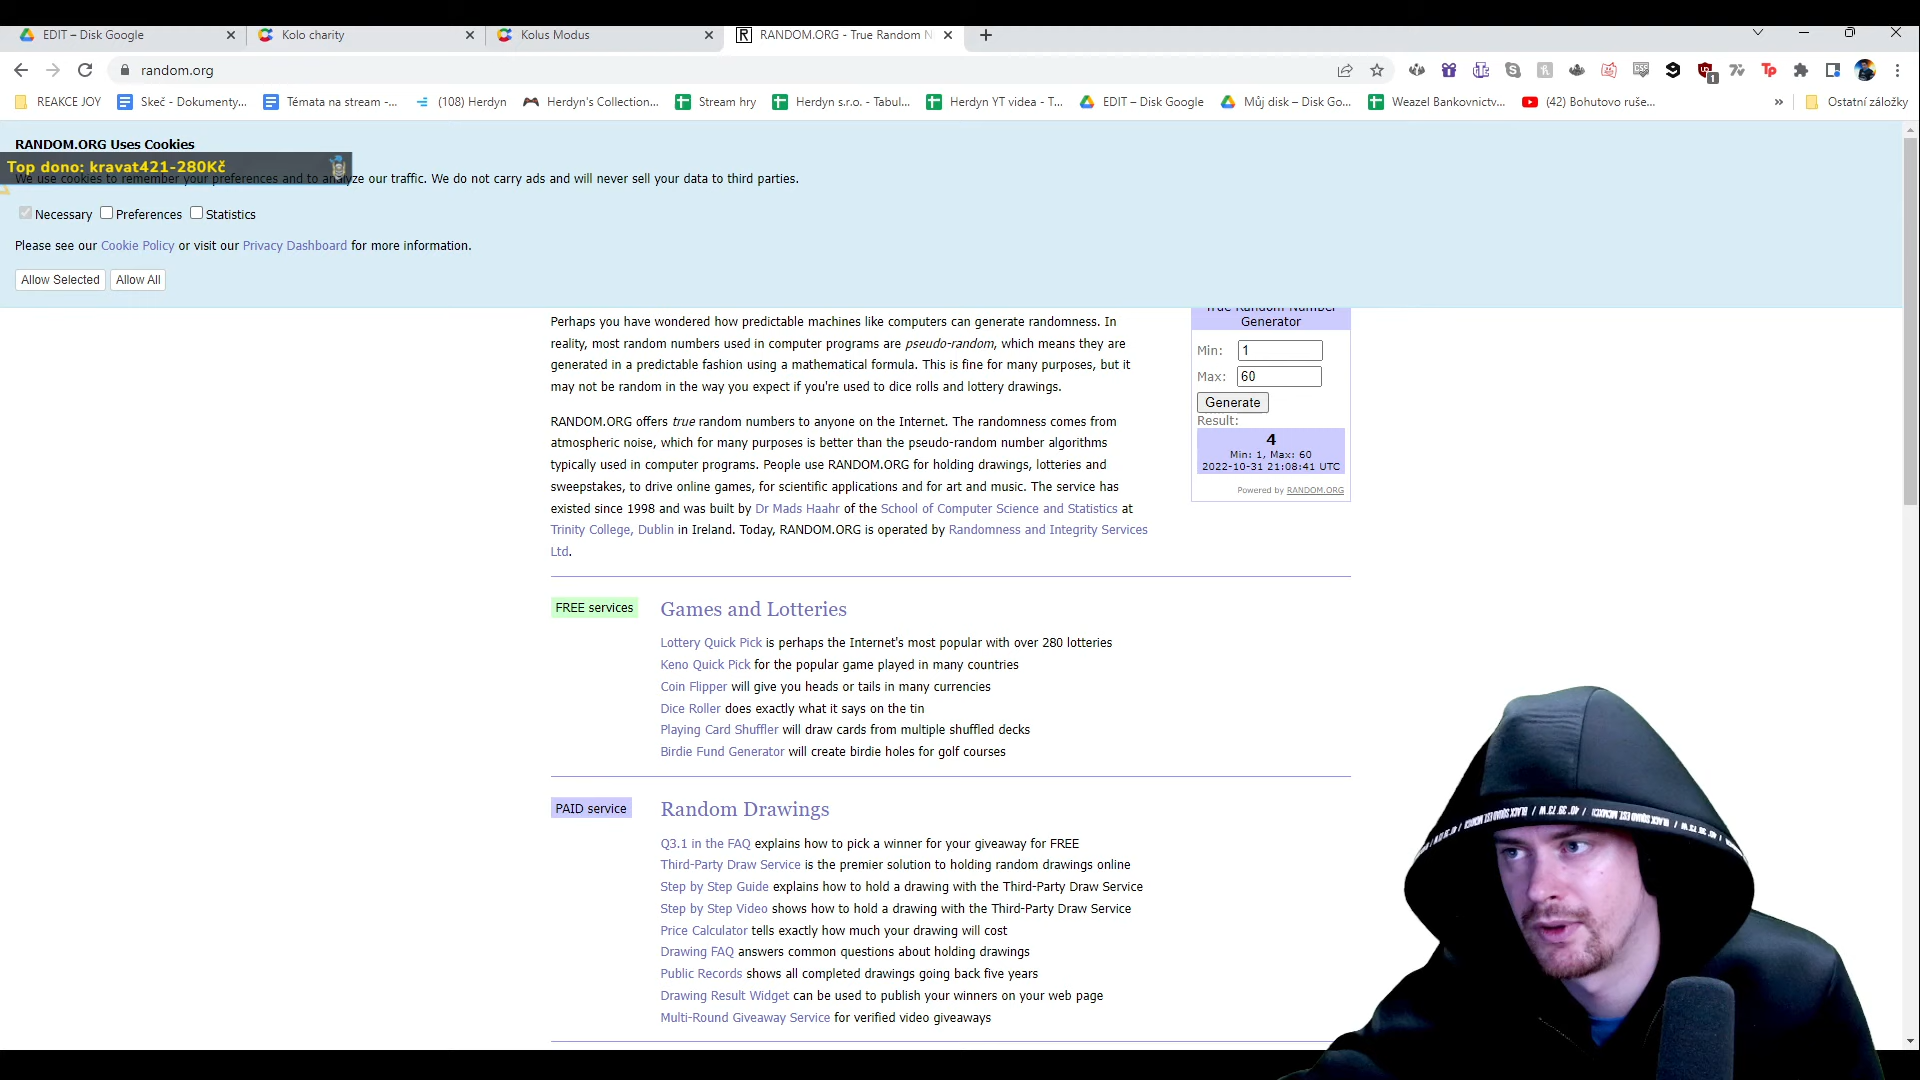 EDIT – Disk Google
Kolo charity
Kolus Modus
RANDOM.ORG - True Random N
random.org
REAKCE JOY
Skeč - Dokumenty...
Témata na stream -...
(108) Herdyn
Herdyn's Collection...
Stream hry
Herdyn s.r.o. - Tabul...
Herdyn YT videa - T...
EDIT – Disk Google
Můj disk – Disk Go...
Weazel Bankovnictv...
(42) Bohutovo ruše...
»
Ostatní záložky
RANDOM.ORG Uses Cookies
Top dono: kravat421-280Kč
We use cookies to remember your preferences and to analyze our traffic. We do not carry ads and will never sell your data to third parties.
Necessary Preferences Statistics
Please see our Cookie Policy or visit our Privacy Dashboard for more information.
Allow Selected Allow All
Perhaps you have wondered how predictable machines like computers can generate randomness. In
reality, most random numbers used in computer programs are pseudo-random, which means they are
generated in a predictable fashion using a mathematical formula. This is fine for many purposes, but it
may not be random in the way you expect if you're used to dice rolls and lottery drawings.
RANDOM.ORG offers true random numbers to anyone on the Internet. The randomness comes from
atmospheric noise, which for many purposes is better than the pseudo-random number algorithms
typically used in computer programs. People use RANDOM.ORG for holding drawings, lotteries and
sweepstakes, to drive online games, for scientific applications and for art and music. The service has
existed since 1998 and was built by Dr Mads Haahr of the School of Computer Science and Statistics at
Trinity College, Dublin in Ireland. Today, RANDOM.ORG is operated by Randomness and Integrity Services
Ltd.
True Random Number
Generator
Min: 1
Max: 60
Generate
Result:
4
Min: 1, Max: 60
2022-10-31 21:08:41 UTC
Powered by RANDOM.ORG
FREE services
Games and Lotteries
Lottery Quick Pick is perhaps the Internet's most popular with over 280 lotteries
Keno Quick Pick for the popular game played in many countries
Coin Flipper will give you heads or tails in many currencies
Dice Roller does exactly what it says on the tin
Playing Card Shuffler will draw cards from multiple shuffled decks
Birdie Fund Generator will create birdie holes for golf courses
PAID service
Random Drawings
Q3.1 in the FAQ explains how to pick a winner for your giveaway for FREE
Third-Party Draw Service is the premier solution to holding random drawings online
Step by Step Guide explains how to hold a drawing with the Third-Party Draw Service
Step by Step Video shows how to hold a drawing with the Third-Party Draw Service
Price Calculator tells exactly how much your drawing will cost
Drawing FAQ answers common questions about holding drawings
Public Records shows all completed drawings going back five years
Drawing Result Widget can be used to publish your winners on your web page
Multi-Round Giveaway Service for verified video giveaways